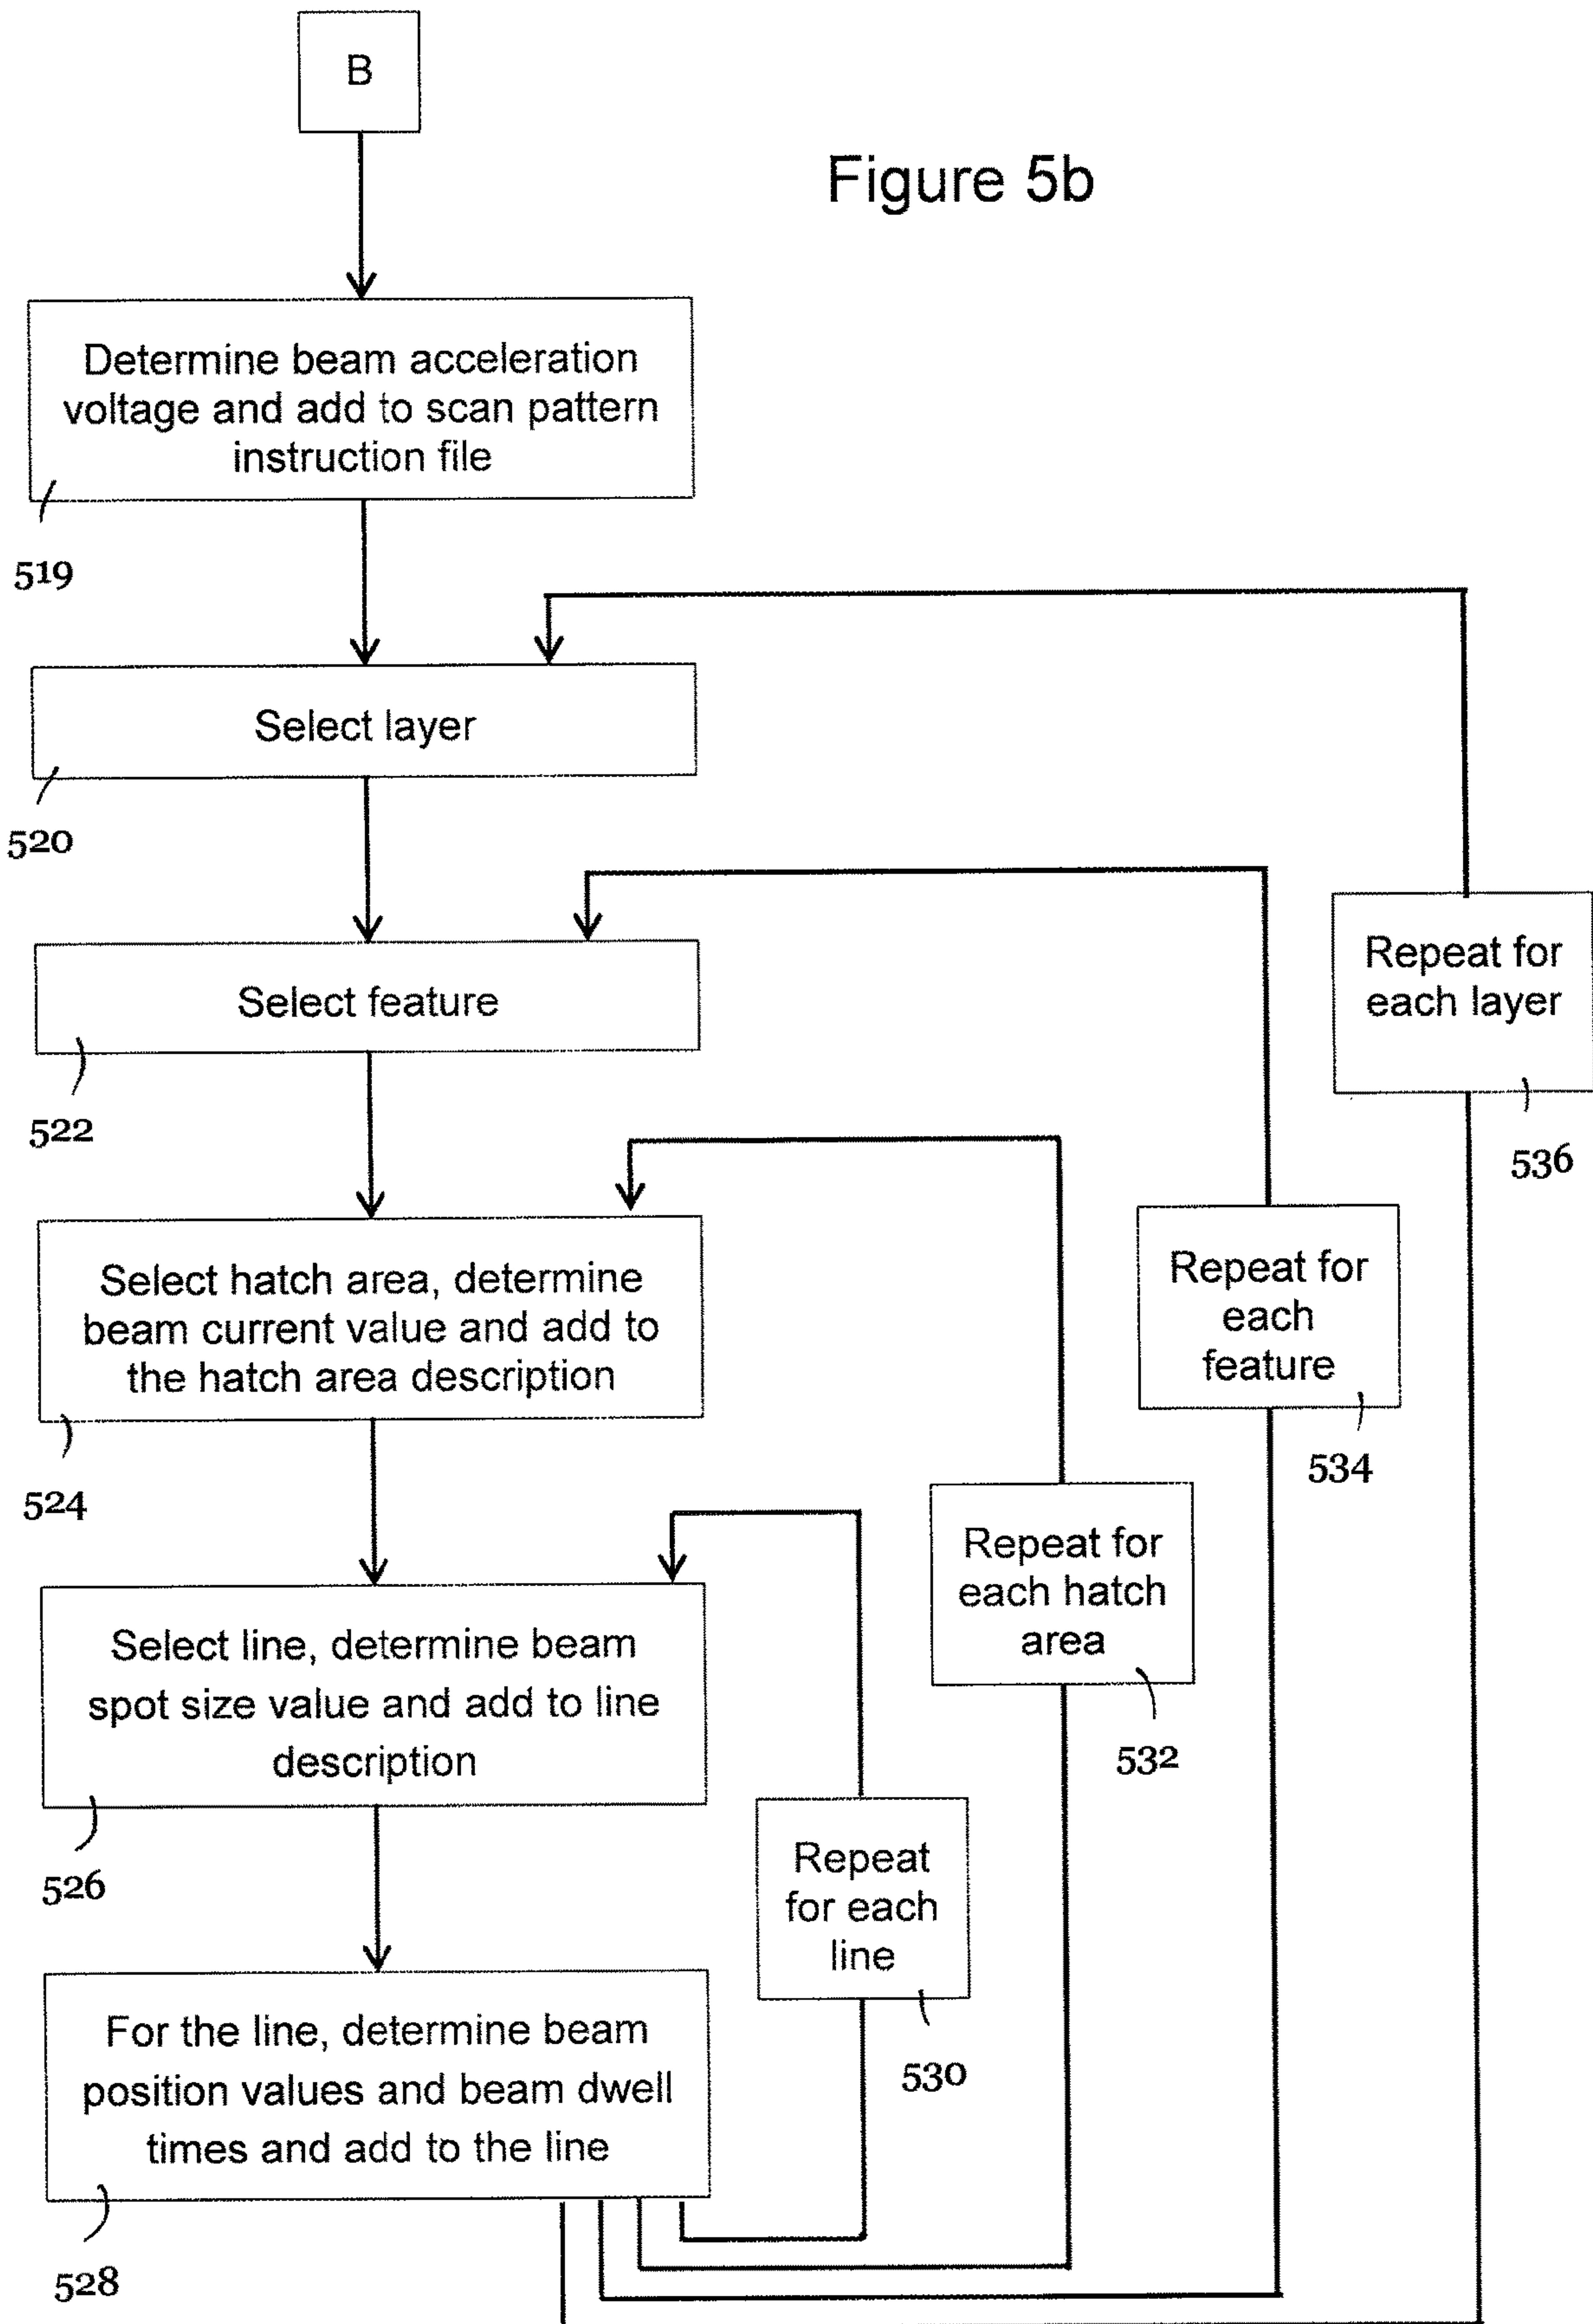 B
Figure 5b
Determine beam acceleration
voltage and add to scan pattern
instruction file
519
Select layer
520
Select feature
522
Repeat for
each layer
536
Select hatch area, determine
beam current value and add to
the hatch area description
524
Repeat for
each
feature
534
Repeat for
each hatch
area
532
Select line, determine beam
spot size value and add to line
description
526
Repeat
for each
line
530
For the line, determine beam
position values and beam dwell
times and add to the line
528